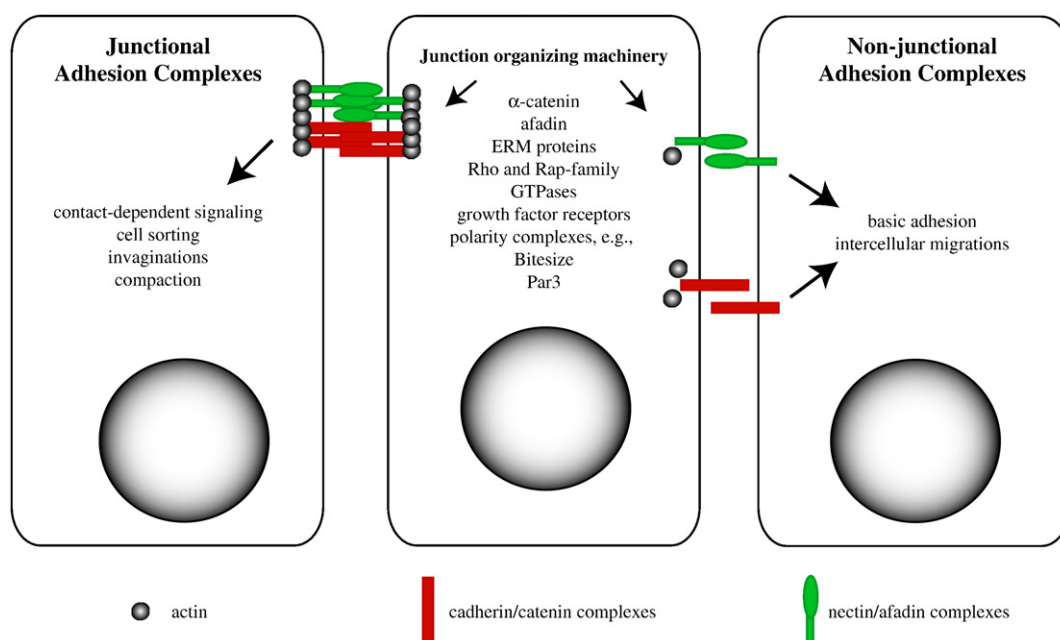 Junctional
Adhesion Complexes
contact-dependent signaling
cell sorting
invaginations
compaction
Junction organizing machinery
α-catenin
afadin
ERM proteins
Rho and Rap-family
GTPases
growth factor receptors
polarity complexes, e.g.,
Bitesize
Par3
Non-junctional
Adhesion Complexes
basic adhesion
intercellular migrations
actin
cadherin/catenin complexes
nectin/afadin complexes